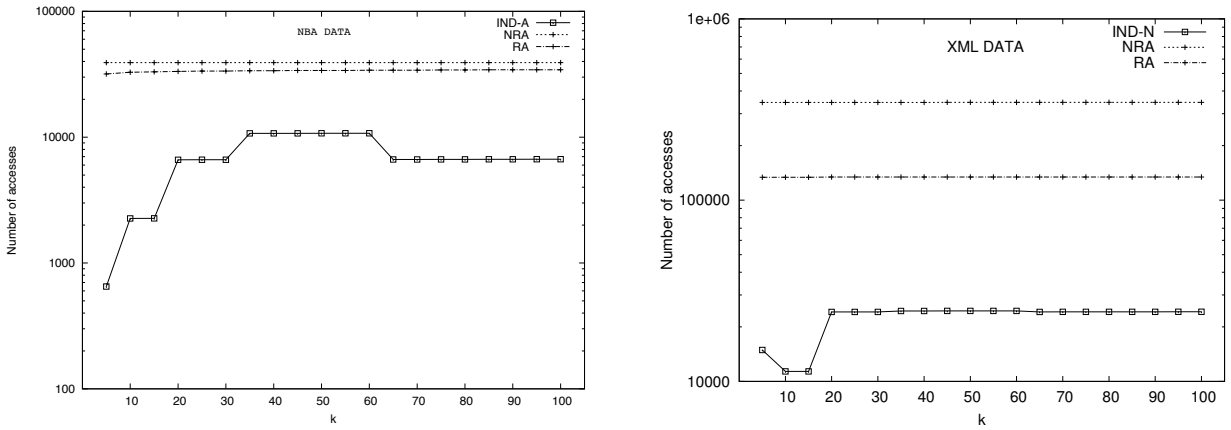 100000
10000
1000
100
Number of accesses
NBA DATA
IND-A
NRA
RA
10 20 30 40 50 60 70 80 90 100
k
1e+06
100000
10000
Number of accesses
XML DATA
IND-N
NRA
RA
10 20 30 40 50 60 70 80 90 100
k